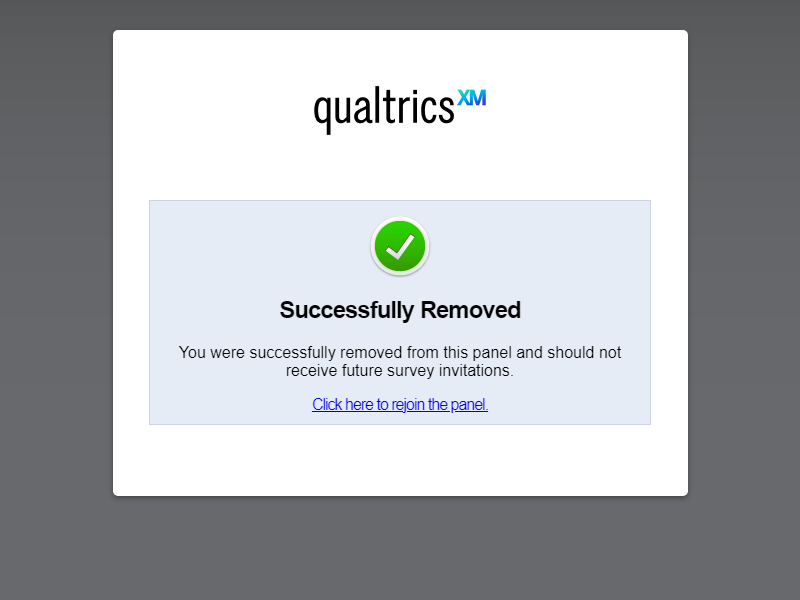 qualtrics XM
Successfully Removed
You were successfully removed from this panel and should not
receive future survey invitations.
Click here to rejoin the panel.